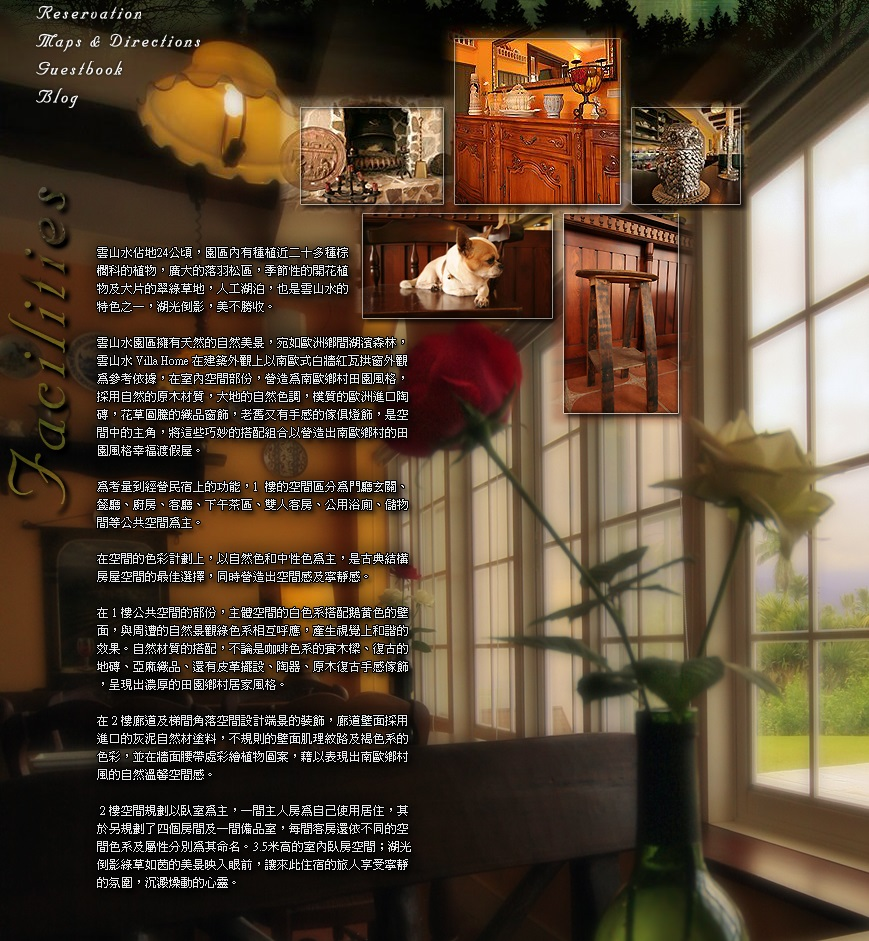 Reservation
Maps & Directions
Guestbook
Blog
Facilities
雲山水佔地24公頃，園區內有種植近二十多種棕
櫚科的植物，廣大的落羽松區，季節性的開花植
物及大片的翠綠草地，人工湖泊，也是雲山水的
特色之一，湖光倒影，美不勝收。
雲山水園區擁有天然的自然美景，宛如歐洲鄉間湖濱森林，
雲山水 Villa Home 在建築外觀上以南歐式白牆紅瓦拱窗外觀
為參考依據，在室內空間部份，營造為南歐鄉村田園風格，
採用自然的原木材質，大地的自然色調，樸質的歐洲進口陶
磚，花草圖騰的織品窗飾，老舊又有手感的傢俱燈飾，是空
間中的主角，將這些巧妙的搭配組合以營造出南歐鄉村的田
園風格幸福渡假屋。
為考量到經營民宿上的功能，1 樓的空間區分為門廳玄關、
餐廳、廚房、客廳、下午茶區、雙人客房、公用浴廁、儲物
間等公共空間為主。
在空間的色彩計劃上，以自然色和中性色為主，是古典結構
房屋空間的最佳選擇，同時營造出空間感及寧靜感。
在 1 樓公共空間的部份，主體空間的白色系搭配鵝黃色的壁
面，與周遭的自然景觀綠色系相互呼應，產生視覺上和諧的
效果。自然材質的搭配，不論是咖啡色系的實木樑、復古的
地磚、亞麻織品、還有皮革擺設、陶器、原木復古手感傢飾
，呈現出濃厚的田園鄉村居家風格。
在 2 樓廊道及梯間角落空間設計端景的裝飾，廊道壁面採用
進口的灰泥自然材塗料，不規則的壁面肌理紋路及褐色系的
色彩，並在牆面腰帶處彩繪植物圖案，藉以表現出南歐鄉村
風的自然溫馨空間感。
2 樓空間規劃以臥室為主，一間主人房為自己使用居住，其
於另規劃了四個房間及一間備品室，每間客房還依不同的空
間色系及屬性分別為其命名。3.5米高的室內臥房空間；湖光
倒影綠草如茵的美景映入眼前，讓來此住宿的旅人享受寧靜
的氛圍，沉澱燥動的心靈。